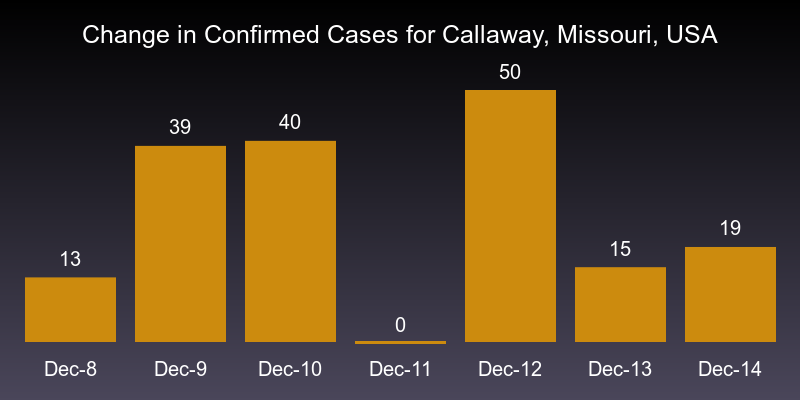 Change in Confirmed Cases for Callaway, Missouri, USA
13
39
40
0
50
15
19
Dec-8
Dec-9
Dec-10
Dec-11
Dec-12
Dec-13
Dec-14